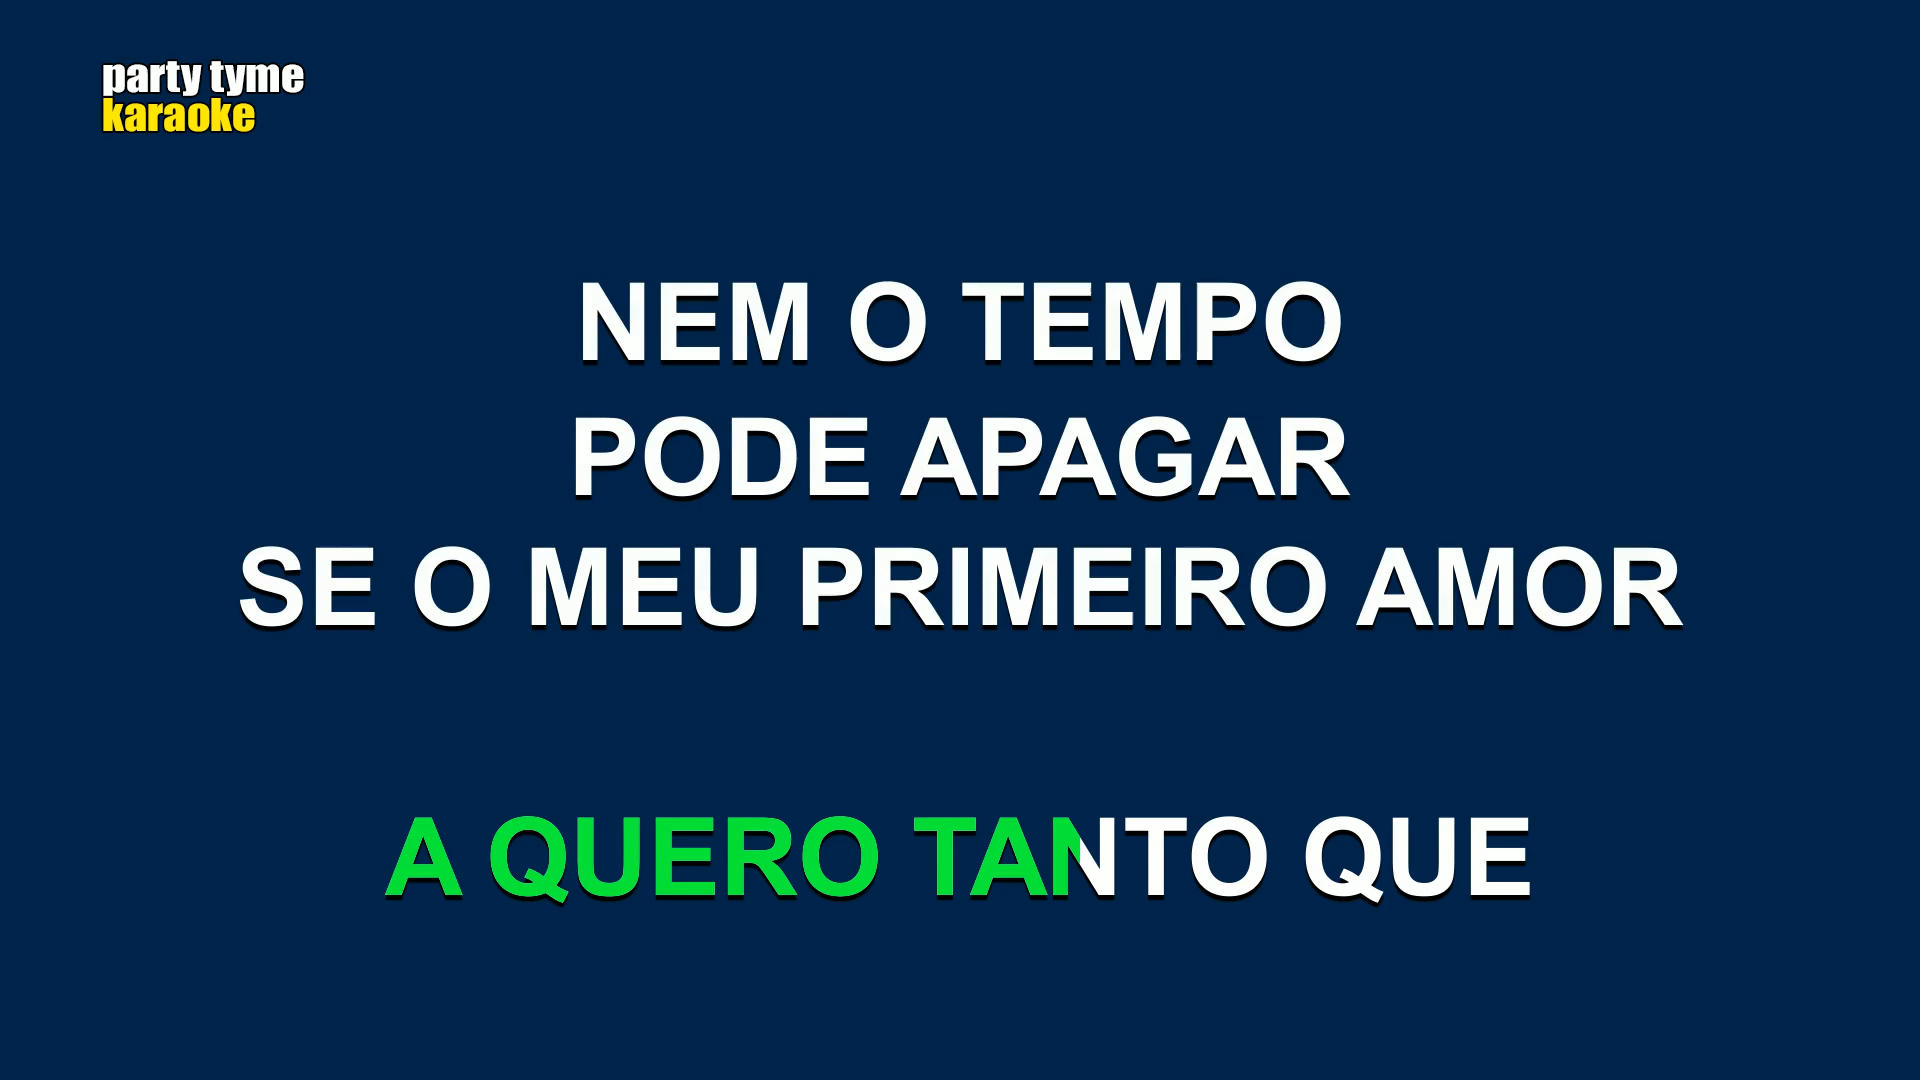 party tyme
karaoke
NEM O TEMPO
PODE APAGAR
SE O MEU PRIMEIRO AMOR
A QUERO TANTO QUE